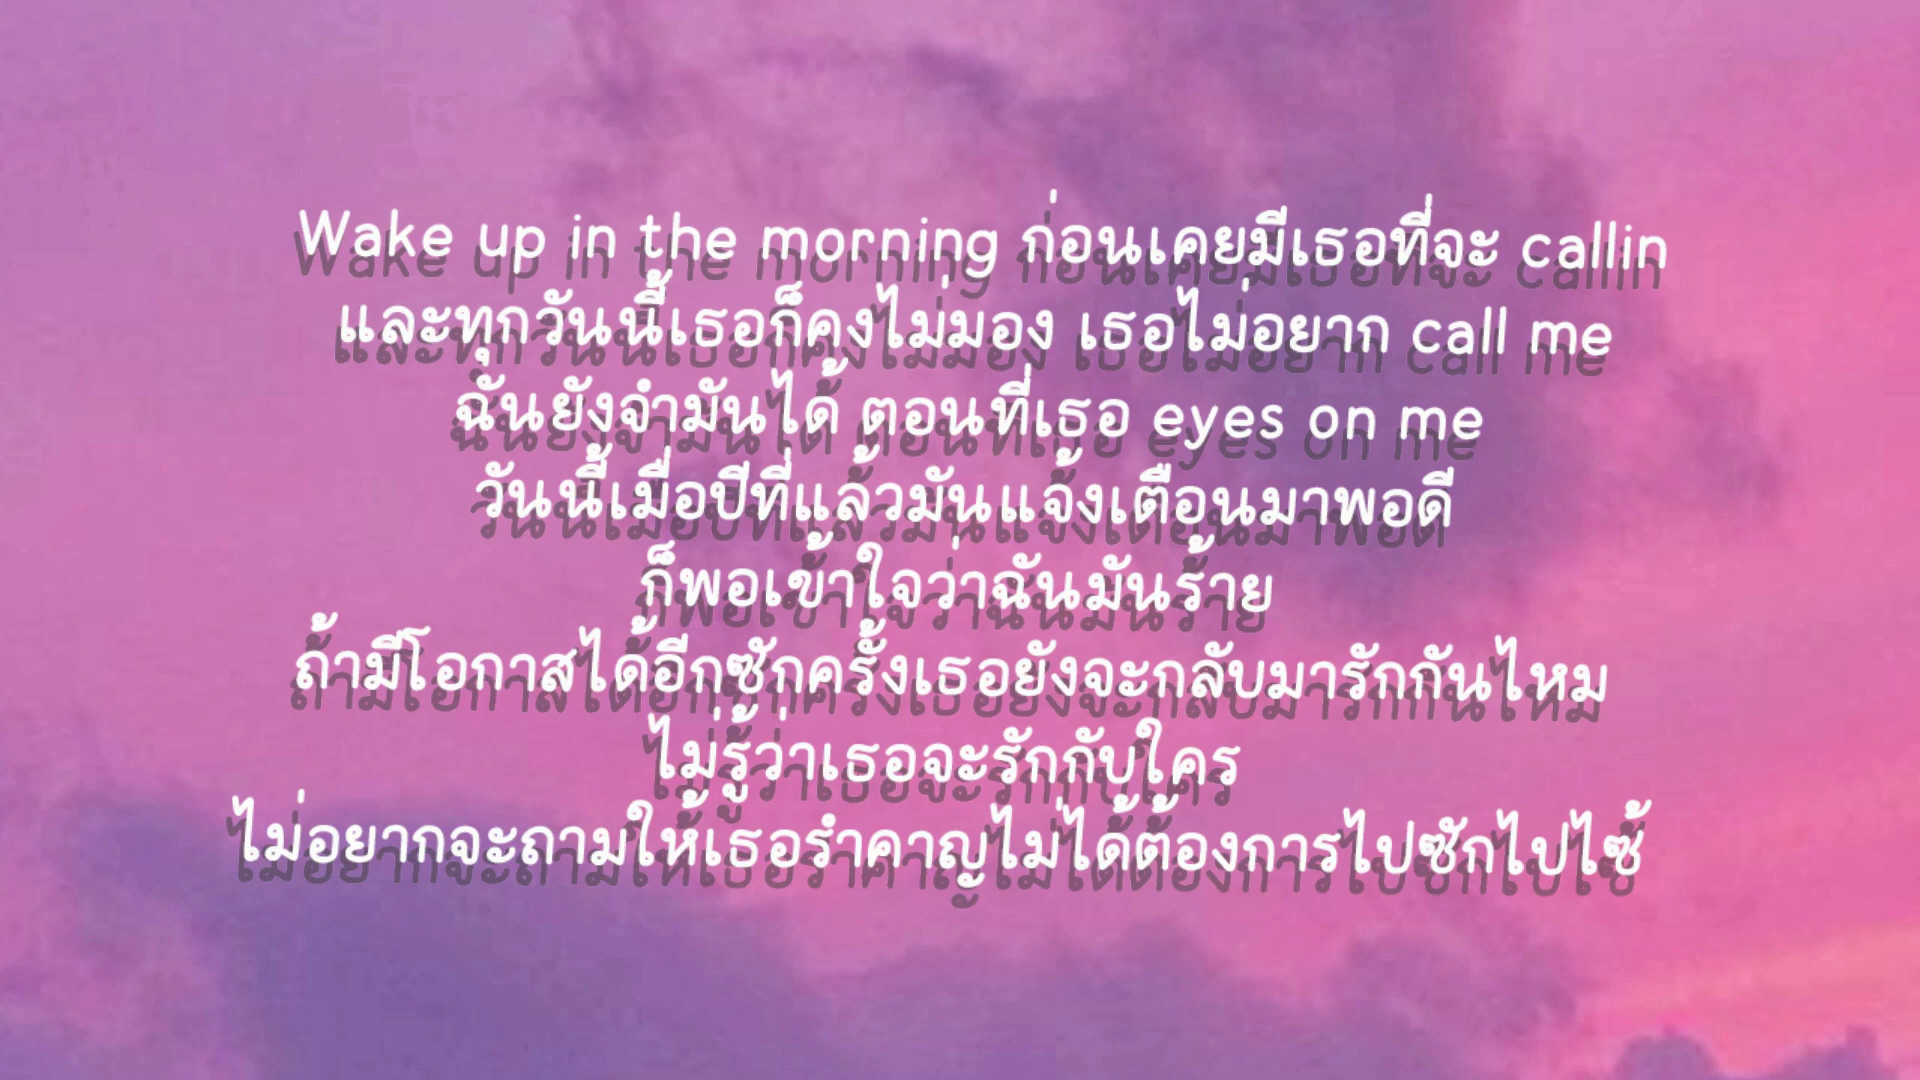 Wake up in the morning ก่อนเคยมีเธอที่จะ callin
และทุกวันนี้เธอก็คงไม่มอง เธอไม่อยาก call me
ฉันยังจำมันได้ ตอนที่เธอ eyes on me
วันนี้เมื่อปีที่แล้วมันแจ้งเตือนมาพอดี
ก็พอเข้าใจว่าฉันมันร้าย
ถ้ามีโอกาสได้อีกซักครั้งเธอยังจะกลับมารักกันไหม
ไม่รู้ว่าเธอจะรักกับใคร
ไม่อยากจะถามให้เธอรำคาญไม่ได้ต้องการไปซักไปไซ้